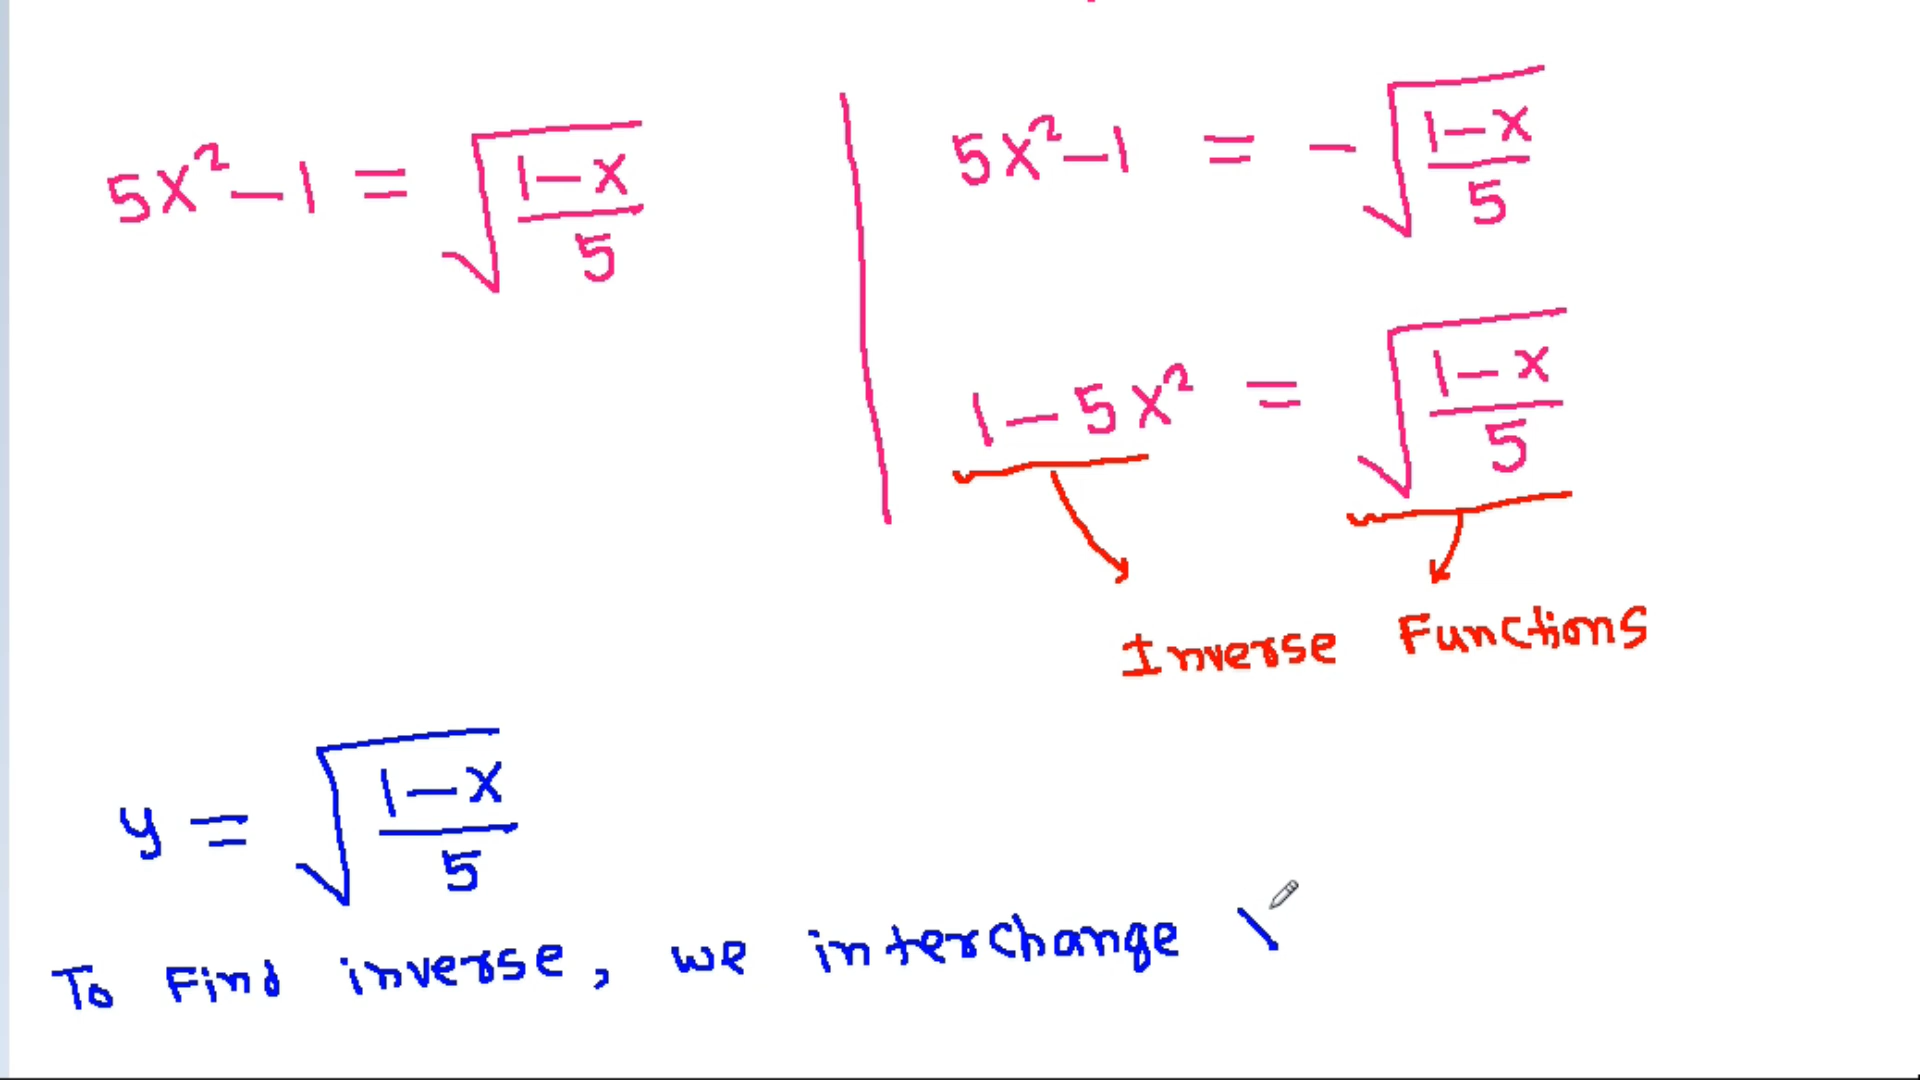 5x² - 1 = √((1-x)/5)
5x² - 1 = -√((1-x)/5)
1 - 5x² = √((1-x)/5)
Inverse Functions
y = √((1-x)/5)
To Find inverse, we interchange